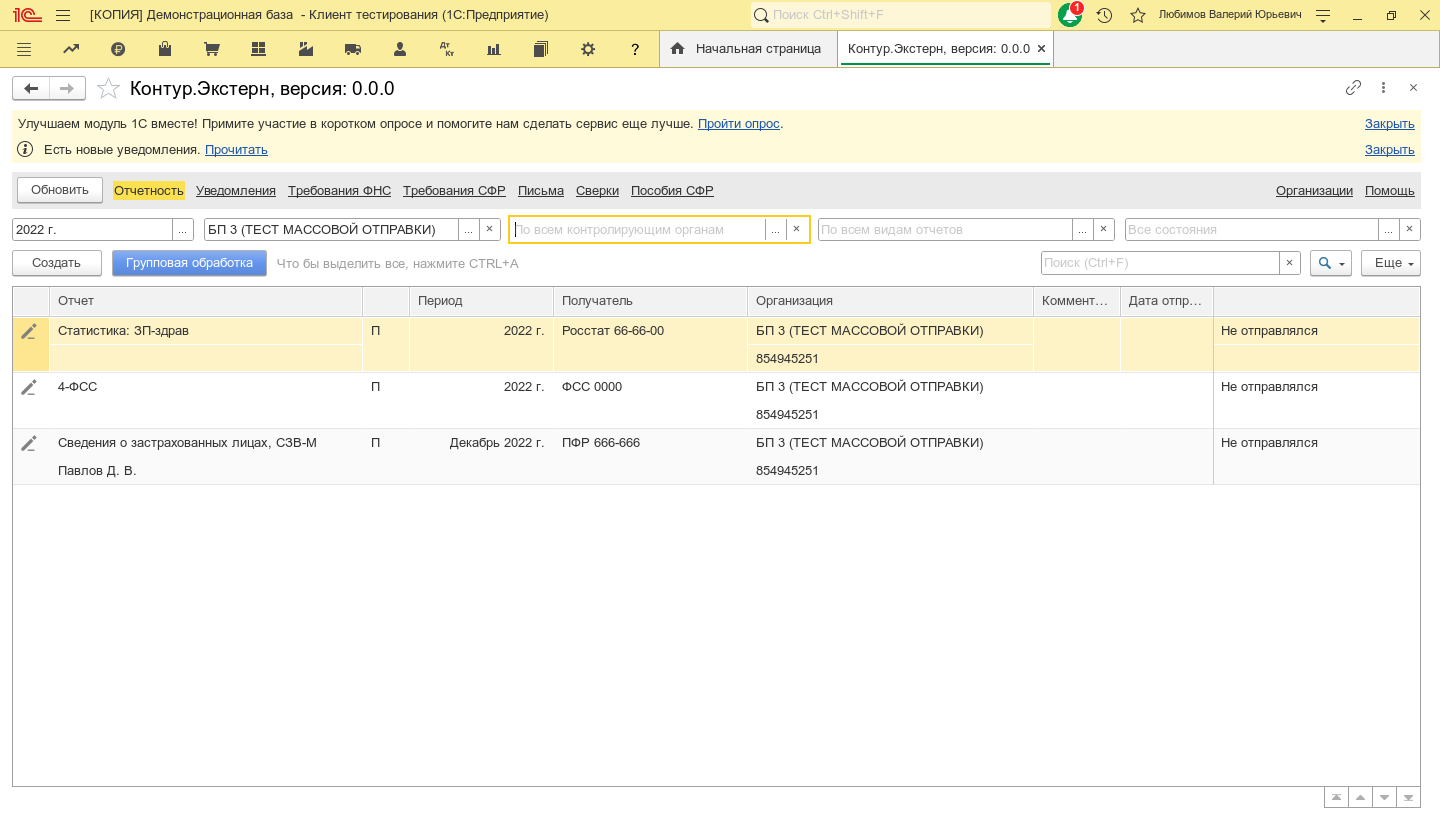 1С [КОПИЯ] Демонстрационная база - Клиент тестирования (1С:Предприятие) Поиск Ctrl+Shift+F 1 Любимов Валерий Юрьевич
Дт Кт ? Начальная страница Контур.Экстерн, версия: 0.0.0
Контур.Экстерн, версия: 0.0.0
Улучшаем модуль 1С вместе! Примите участие в коротком опросе и помогите нам сделать сервис еще лучше. Пройти опрос. Закрыть
Есть новые уведомления. Прочитать Закрыть
Обновить Отчетность Уведомления Требования ФНС Требования СФР Письма Сверки Пособия СФР Организации Помощь
2022 г. ... БП 3 (ТЕСТ МАССОВОЙ ОТПРАВКИ) ... × По всем контролирующим органам ... × По всем видам отчетов ... × Все состояния ... ×
Создать Групповая обработка Что бы выделить все, нажмите CTRL+A Поиск (Ctrl+F) × Еще
Отчет Период Получатель Организация Коммент... Дата отпр...
Статистика: ЗП-здрав П 2022 г. Росстат 66-66-00 БП 3 (ТЕСТ МАССОВОЙ ОТПРАВКИ) Не отправлялся
854945251
4-ФСС П 2022 г. ФСС 0000 БП 3 (ТЕСТ МАССОВОЙ ОТПРАВКИ) Не отправлялся
854945251
Сведения о застрахованных лицах, СЗВ-М П Декабрь 2022 г. ПФР 666-666 БП 3 (ТЕСТ МАССОВОЙ ОТПРАВКИ) Не отправлялся
Павлов Д. В. 854945251